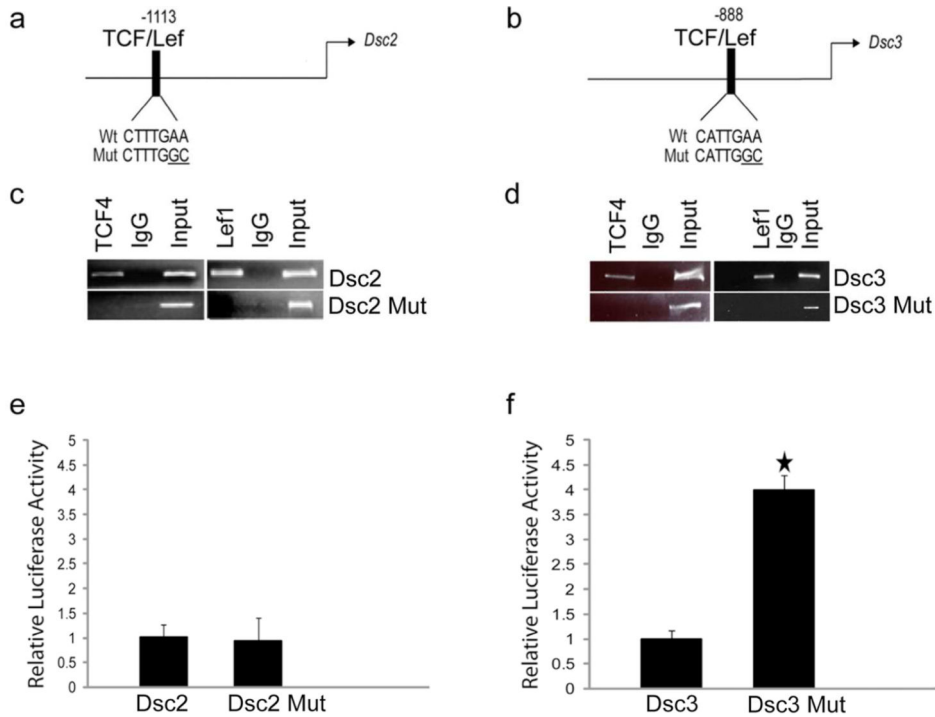 a
-1113
TCF/Lef
Dsc2
Wt CTTTGAA
Mut CTTTGGC
b
-888
TCF/Lef
Dsc3
Wt CATTGAA
Mut CATTGGC
c
TCF4 IgG Input Lef1 IgG Input
Dsc2
Dsc2 Mut
d
TCF4 IgG Input Lef1 IgG Input
Dsc3
Dsc3 Mut
e
Relative Luciferase Activity
5
4.5
4
3.5
3
2.5
2
1.5
1
0.5
0
Dsc2 Dsc2 Mut
f
Relative Luciferase Activity
5
4.5
4
3.5
3
2.5
2
1.5
1
0.5
0
Dsc3 Dsc3 Mut